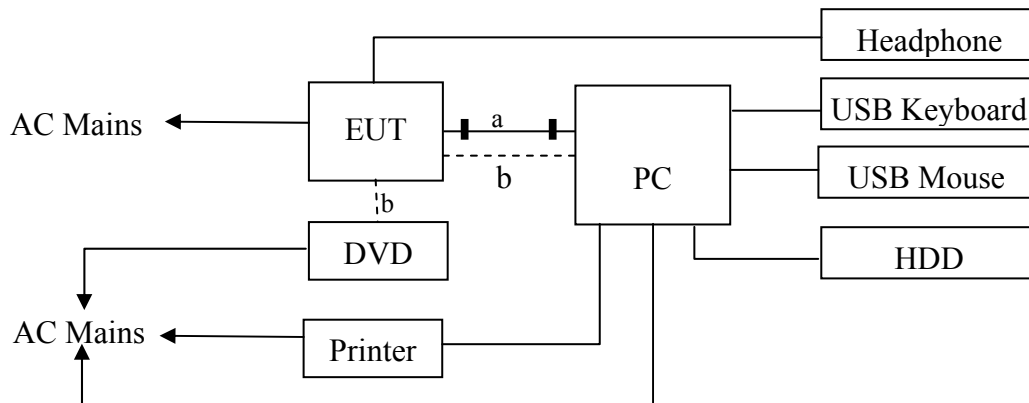 Headphone
AC Mains
EUT
a
USB Keyboard
b
PC
USB Mouse
b
DVD
HDD
AC Mains
Printer